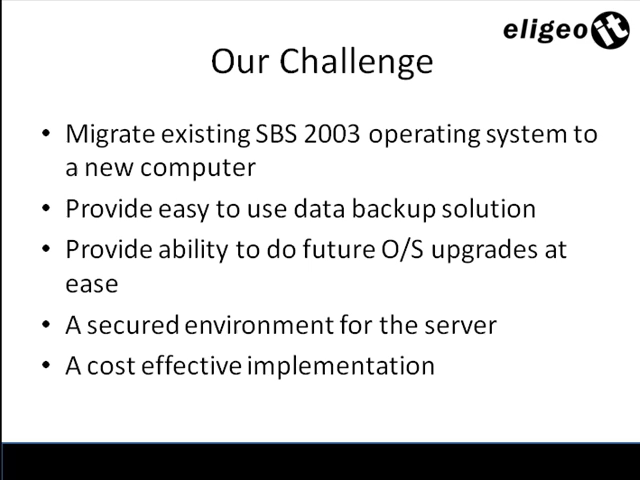 eligeo it
Our Challenge
• Migrate existing SBS 2003 operating system to
a new computer
• Provide easy to use data backup solution
• Provide ability to do future O/S upgrades at
ease
• A secured environment for the server
• A cost effective implementation